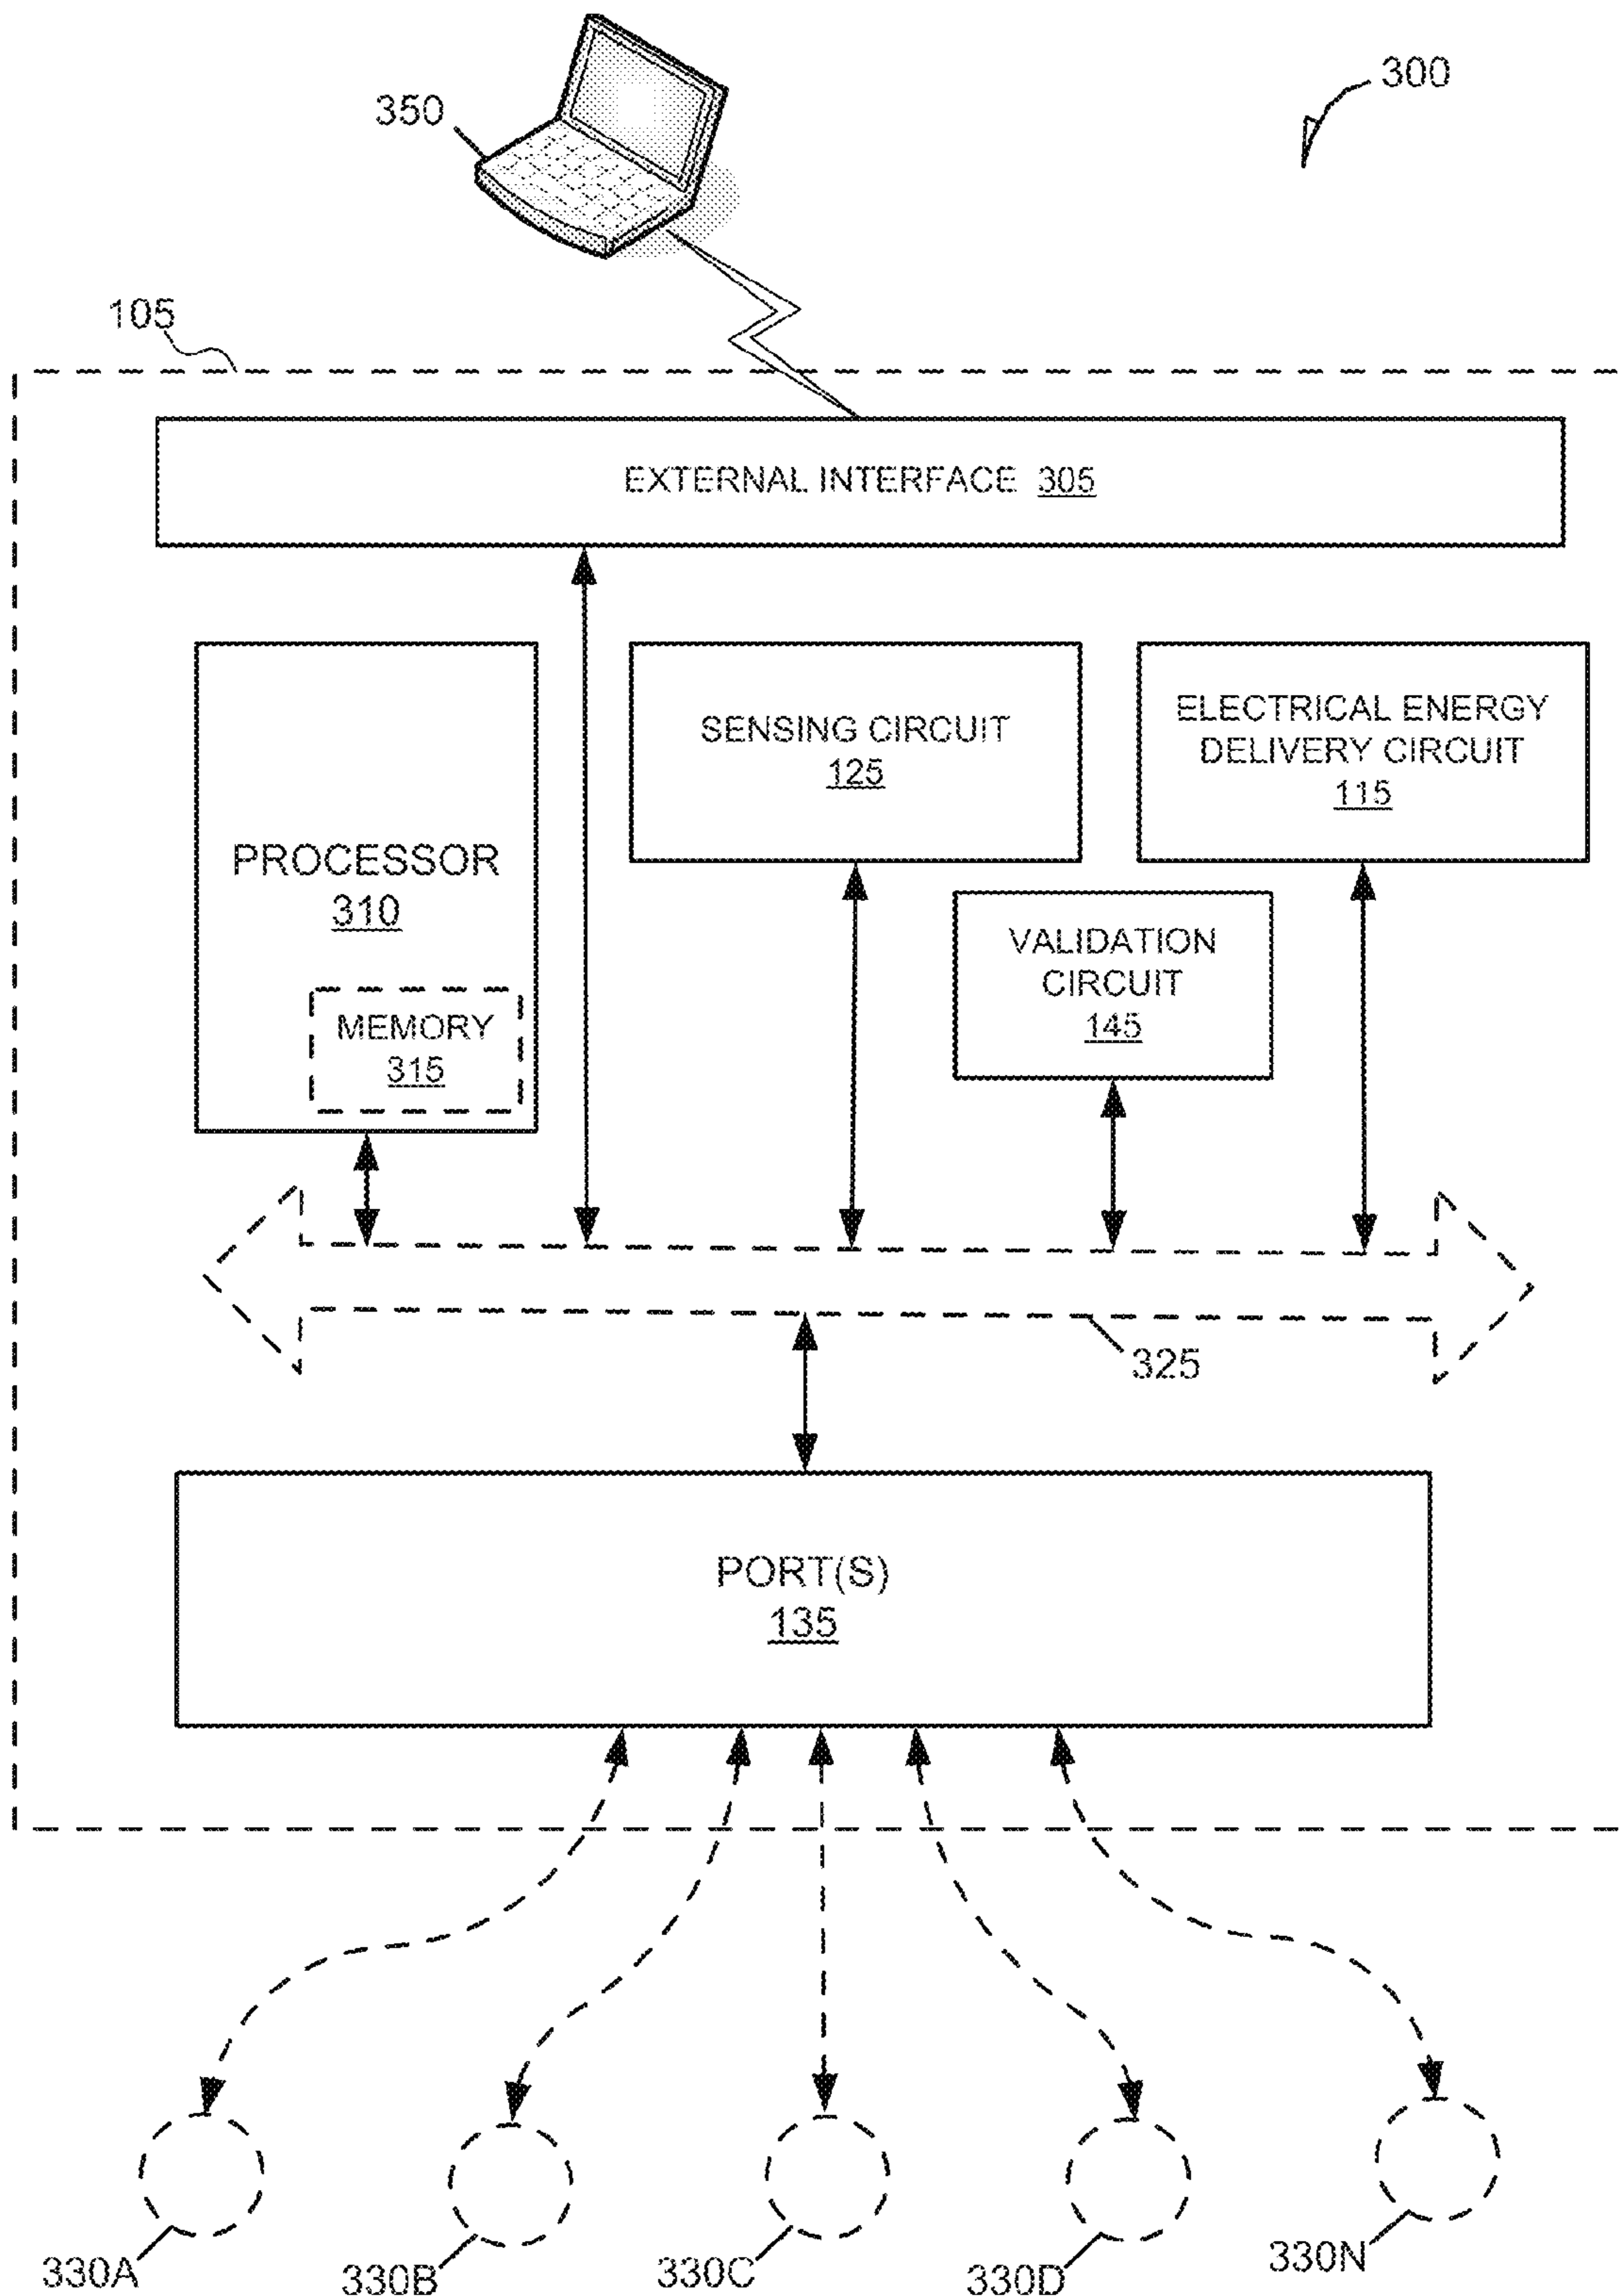 300
350
105
EXTERNAL INTERFACE 305
SENSING CIRCUIT
125
ELECTRICAL ENERGY
DELIVERY CIRCUIT
115
PROCESSOR
310
VALIDATION
CIRCUIT
145
MEMORY
315
325
PORT(S)
135
330A
330B
330C
330D
330N